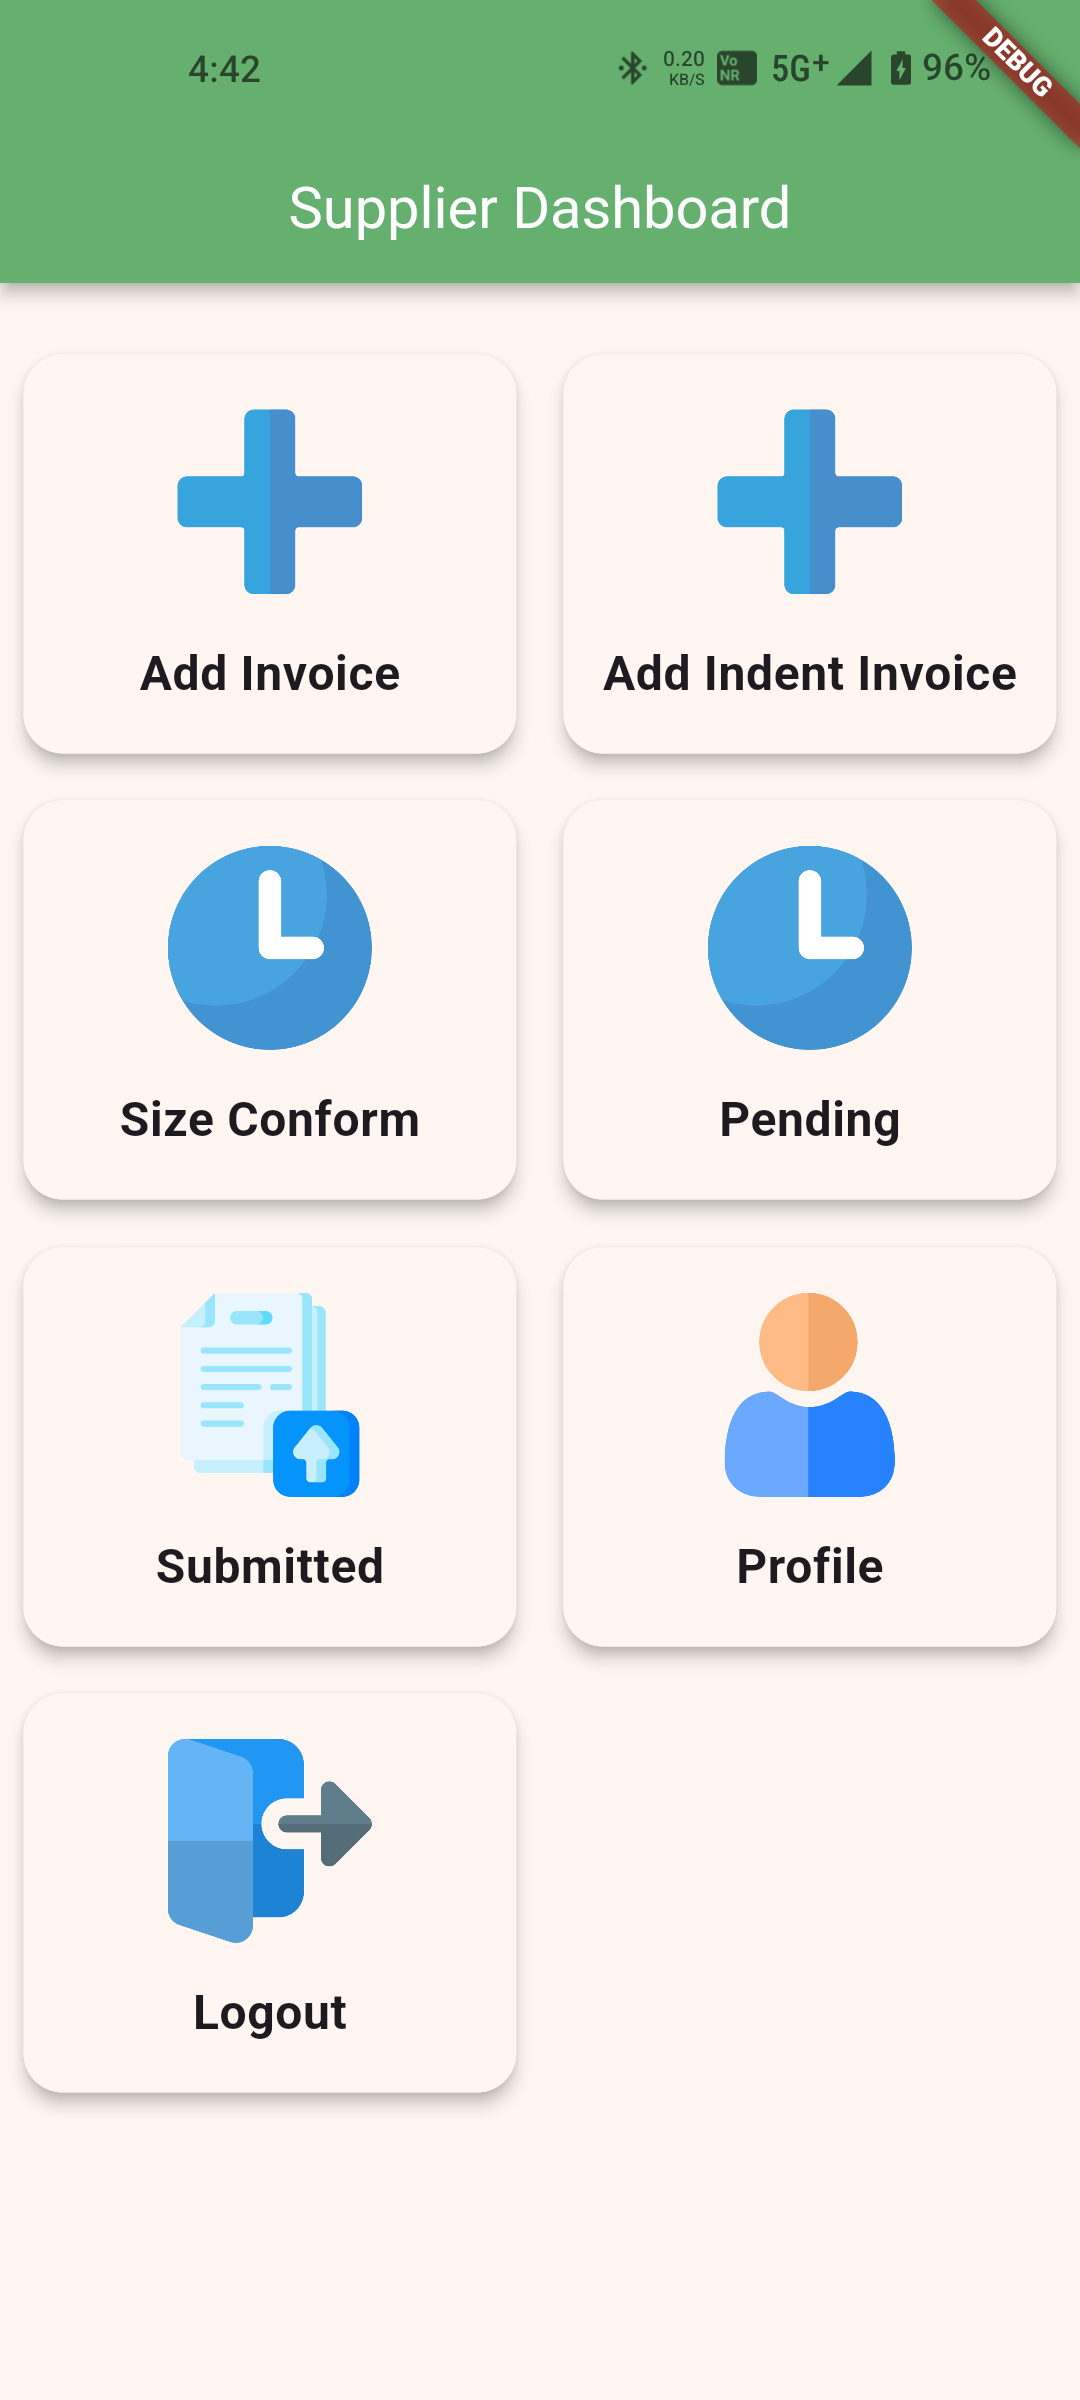 4:42
0.20
KB/S
Vo
NR
5G+
96%
DEBUG
Supplier Dashboard
Add Invoice
Add Indent Invoice
Size Conform
Pending
Submitted
Profile
Logout